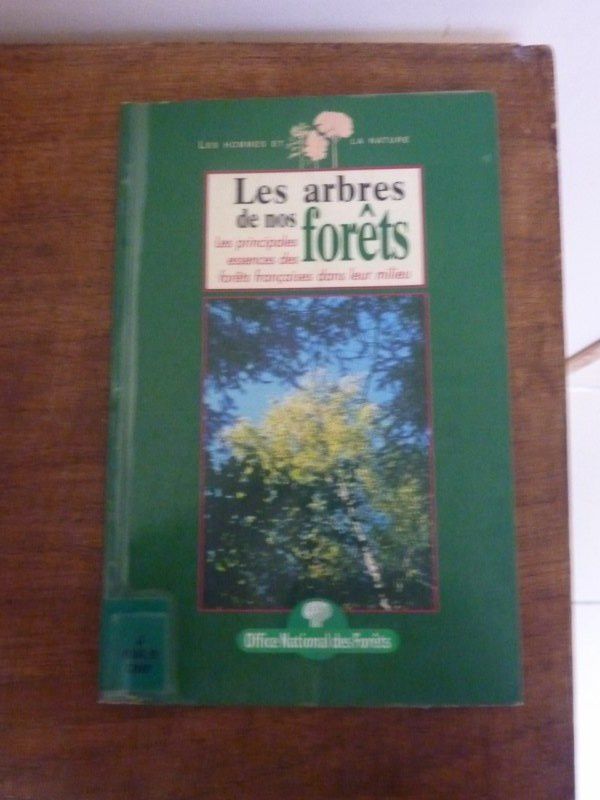 LES HOMMES ET LA NATURE
Les arbres
de nos forêts
Les principales
essences des
forêts françaises dans leur milieu
Office National des Forêts